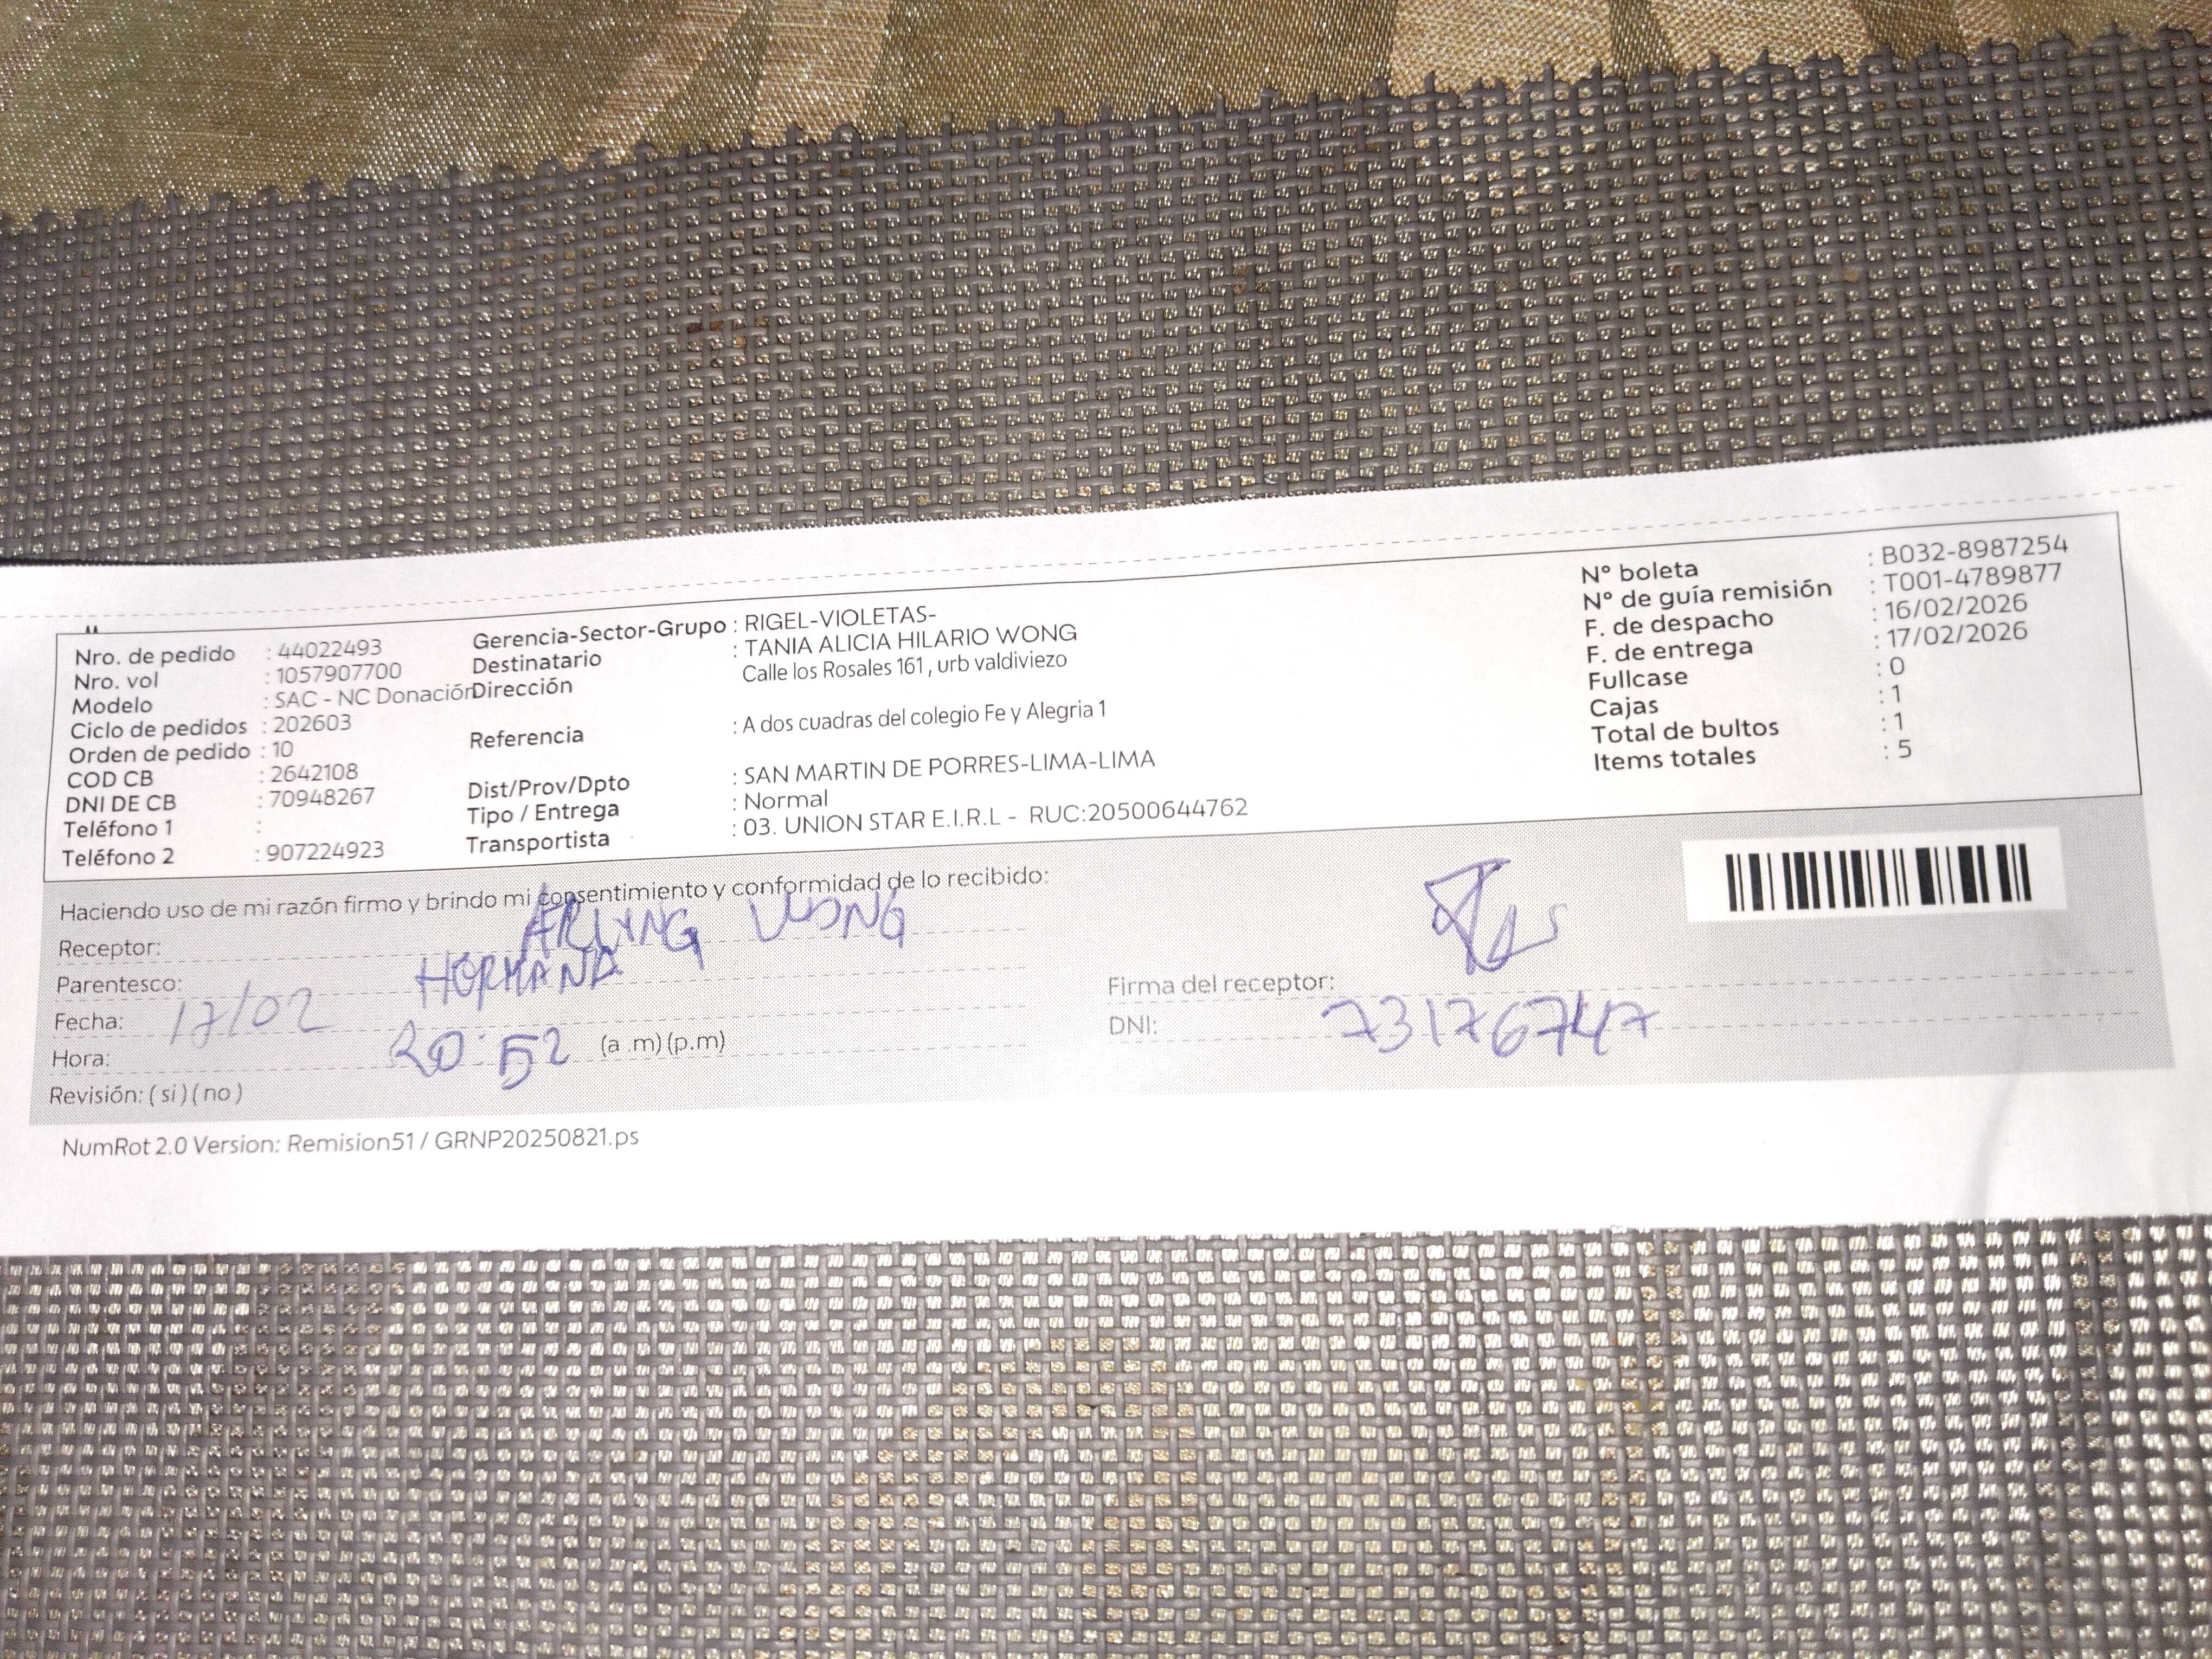 Nro. de pedido : 44022493
Nro. vol : 1057907700
Modelo : SAC - NC Donación
Ciclo de pedidos : 202603
Orden de pedido : 10
COD CB : 2642108
DNI DE CB : 70948267
Teléfono 1 :
Teléfono 2 : 907224923
Gerencia-Sector-Grupo : RIGEL-VIOLETAS-
Destinatario : TANIA ALICIA HILARIO WONG
Dirección Calle los Rosales 161 , urb valdiviezo
Referencia : A dos cuadras del colegio Fe y Alegria 1
Dist/Prov/Dpto : SAN MARTIN DE PORRES-LIMA-LIMA
Tipo / Entrega : Normal
Transportista : 03. UNION STAR E.I.R.L - RUC:20500644762
N° boleta : B032-8987254
N° de guía remisión : T001-4789877
F. de despacho : 16/02/2026
F. de entrega : 17/02/2026
Fullcase : 0
Cajas : 1
Total de bultos : 1
Items totales : 5
Haciendo uso de mi razón firmo y brindo mi consentimiento y conformidad de lo recibido:
Receptor: WONG
Parentesco: HERMANA
Fecha: 17/02
Hora: 20:52 (a .m) (p.m)
Revisión: ( si ) ( no )
Firma del receptor:
DNI: 73176747
NumRot 2.0 Version: Remision51 / GRNP20250821.ps